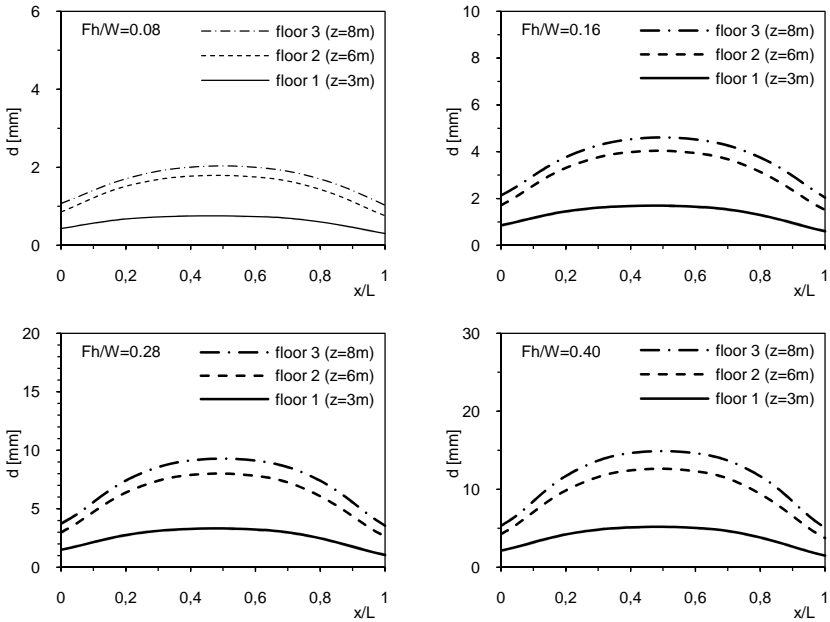 Fh/W=0.08
floor 3 (z=8m)
floor 2 (z=6m)
floor 1 (z=3m)
d [mm]
6
4
2
0
0 0,2 0,4 0,6 0,8 1
x/L
Fh/W=0.16
floor 3 (z=8m)
floor 2 (z=6m)
floor 1 (z=3m)
d [mm]
10
8
6
4
2
0
0 0,2 0,4 0,6 0,8 1
x/L
Fh/W=0.28
floor 3 (z=8m)
floor 2 (z=6m)
floor 1 (z=3m)
d [mm]
20
15
10
5
0
0 0,2 0,4 0,6 0,8 1
x/L
Fh/W=0.40
floor 3 (z=8m)
floor 2 (z=6m)
floor 1 (z=3m)
d [mm]
30
25
20
15
10
5
0
0 0,2 0,4 0,6 0,8 1
x/L